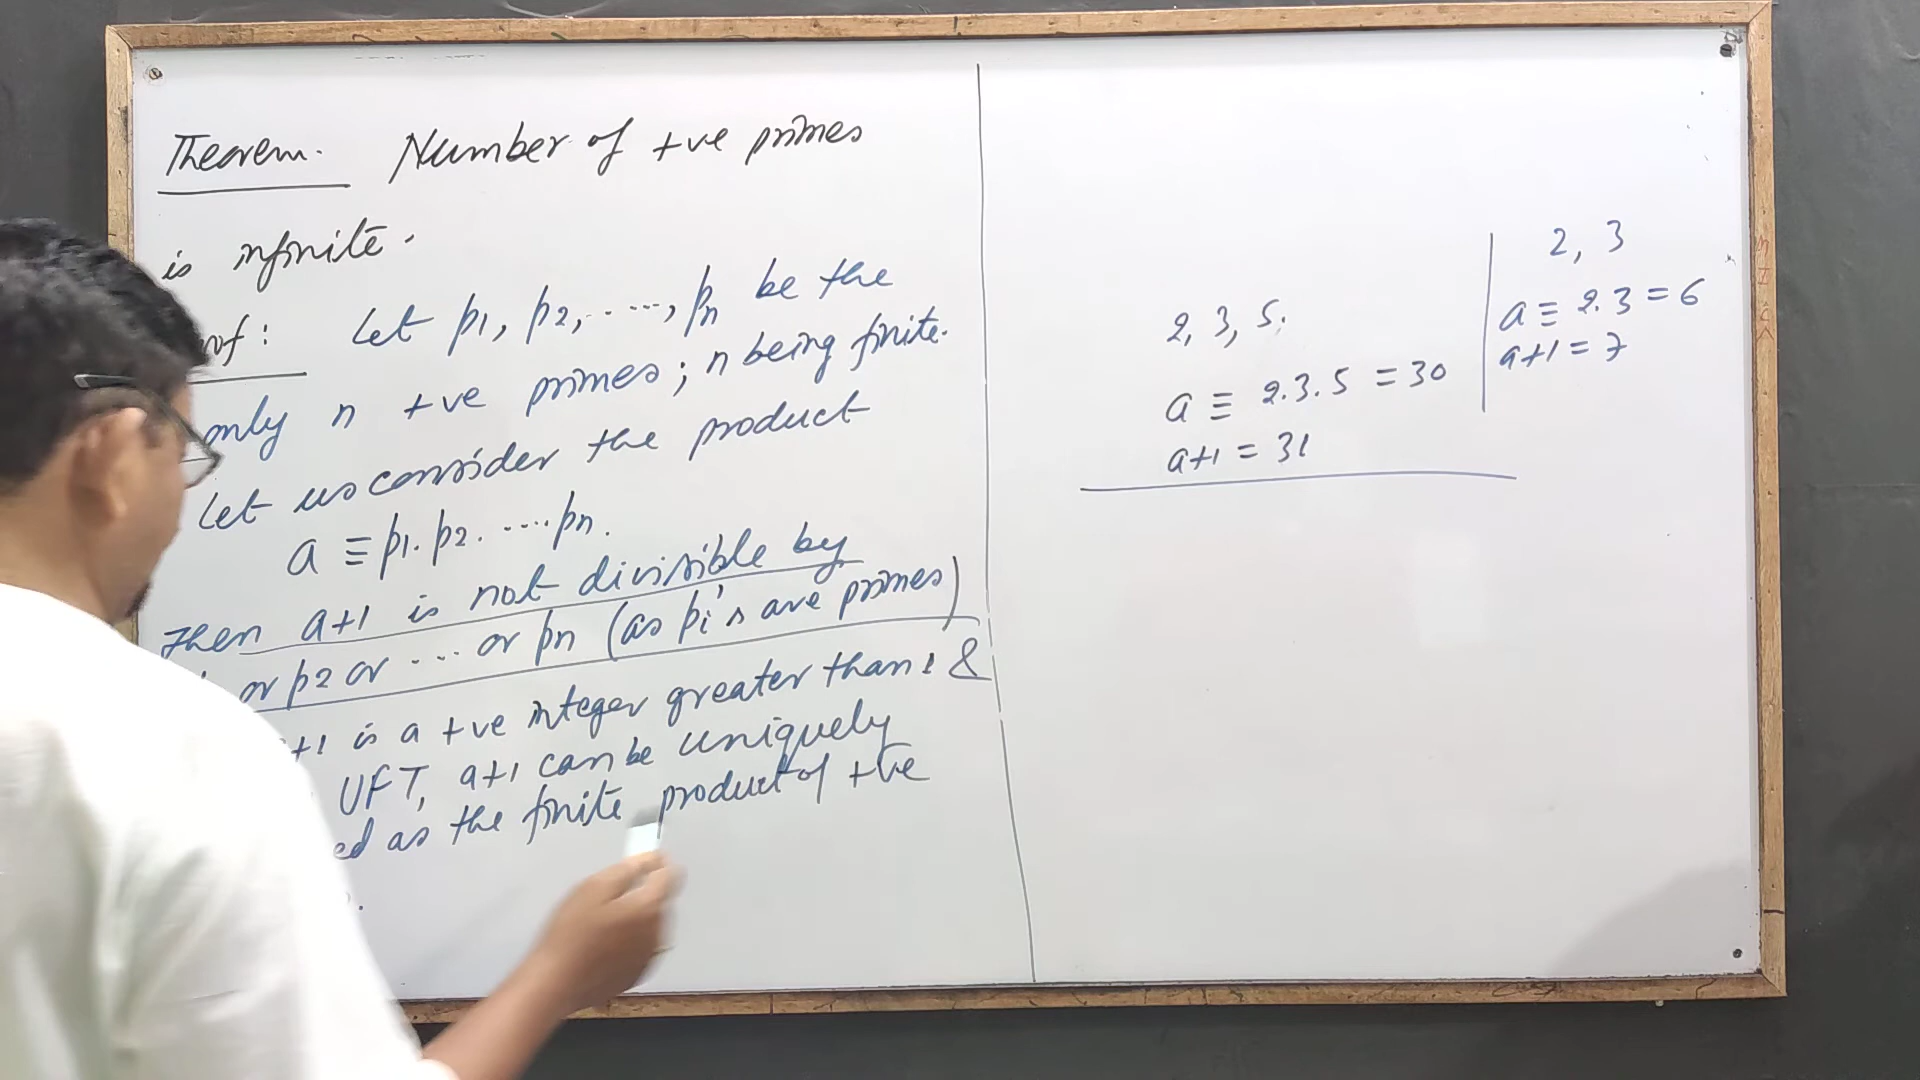 Theorem. Number of +ve primes
is infinite.
of : Let p1, p2, ...., pn be the
only n +ve primes; n being finite.
Let us consider the product
a ≡ p1. p2. .... pn.
Then a+1 is not divisible by
or p2 or ... or pn (as pi's are primes)
+1 is a +ve integer greater than 1 &
UFT, a+1 can be uniquely
ed as the finite product of +ve
2, 3, 5.
a ≡ 2.3.5 = 30
a+1 = 31
2, 3
a ≡ 2.3 = 6
a+1 = 7